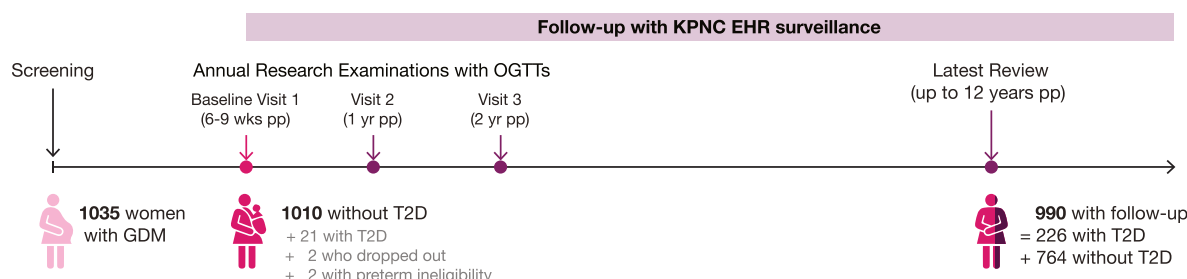 Follow-up with KPNC EHR surveillance
Screening
Annual Research Examinations with OGTTs
Baseline Visit 1
(6-9 wks pp)
Visit 2
(1 yr pp)
Visit 3
(2 yr pp)
Latest Review
(up to 12 years pp)
1035 women
with GDM
1010 without T2D
+ 21 with T2D
+ 2 who dropped out
+ 2 with preterm ineligibility
990 with follow-up
= 226 with T2D
+ 764 without T2D